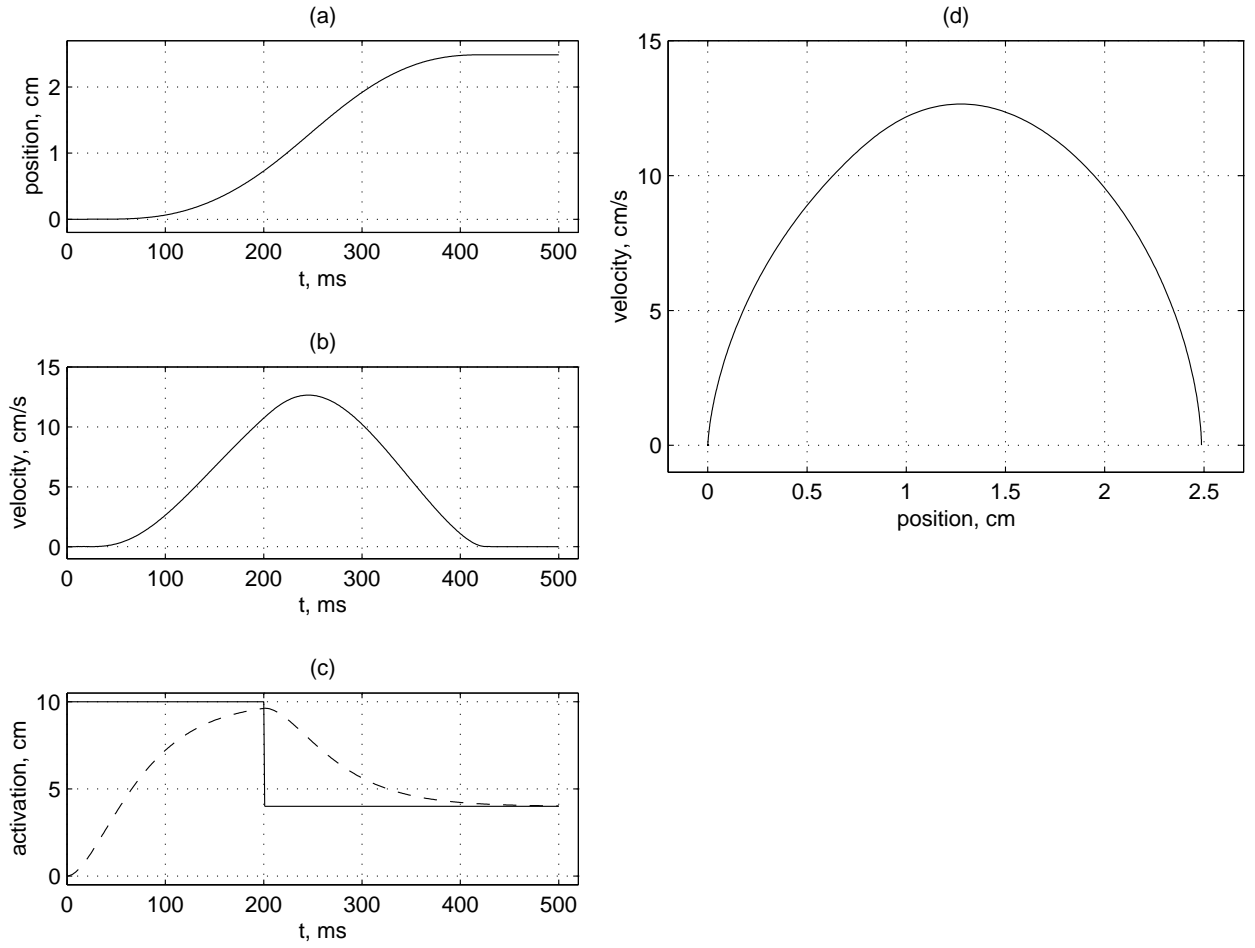 (a)
position, cm
2
1
0
0 100 200 300 400 500
t, ms
(b)
velocity, cm/s
15
10
5
0
0 100 200 300 400 500
t, ms
(c)
activation, cm
10
5
0
0 100 200 300 400 500
t, ms
(d)
velocity, cm/s
15
10
5
0
0 0.5 1 1.5 2 2.5
position, cm